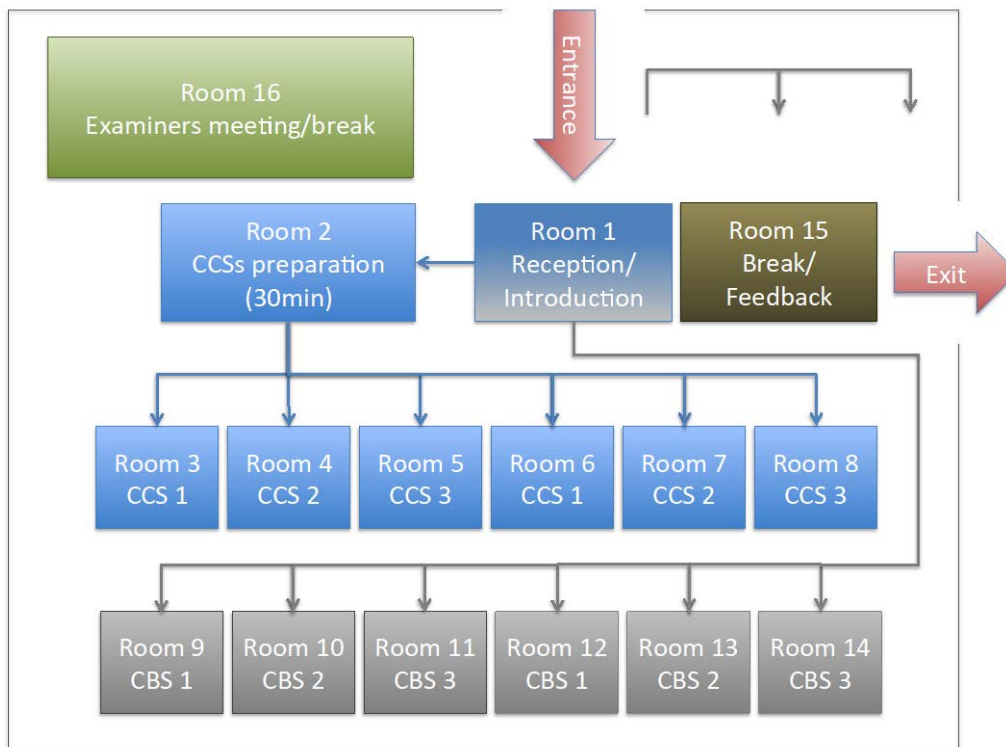 Entrance
Room 16
Examiners meeting/break
Room 2
CCSs preparation
(30min)
Room 1
Reception/
Introduction
Room 15
Break/
Feedback
Exit
Room 3
CCS 1
Room 4
CCS 2
Room 5
CCS 3
Room 6
CCS 1
Room 7
CCS 2
Room 8
CCS 3
Room 9
CBS 1
Room 10
CBS 2
Room 11
CBS 3
Room 12
CBS 1
Room 13
CBS 2
Room 14
CBS 3